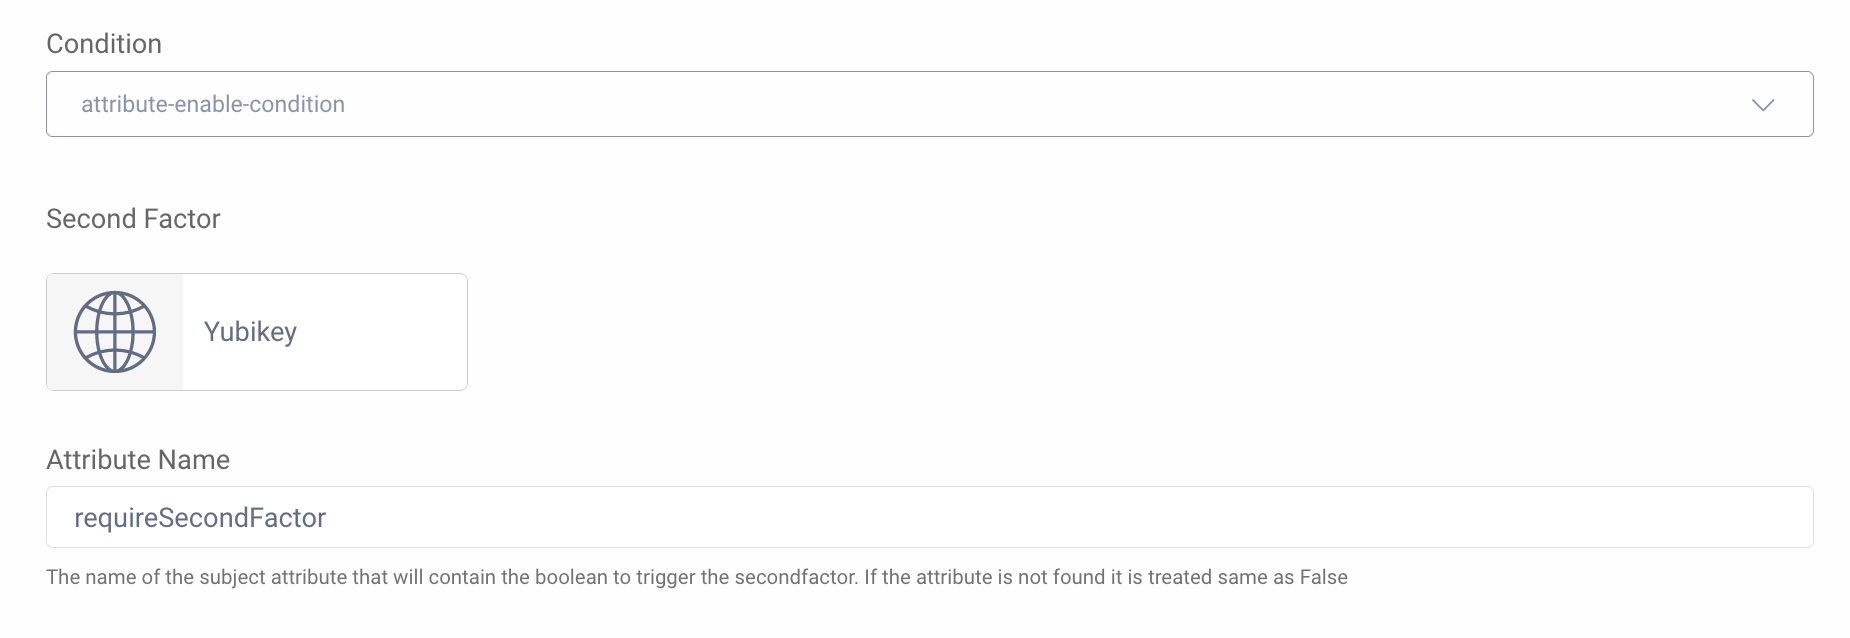 Condition
attribute-enable-condition
Second Factor
Yubikey
Attribute Name
requireSecondFactor
The name of the subject attribute that will contain the boolean to trigger the secondfactor. If the attribute is not found it is treated same as False